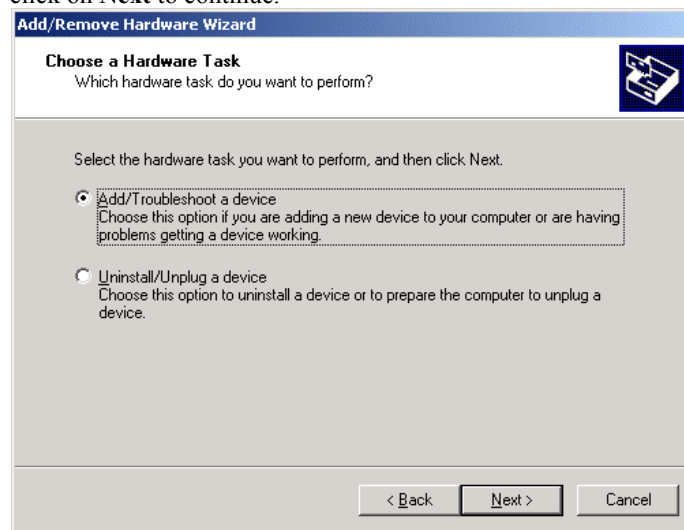 click on Next to continue.
Add/Remove Hardware Wizard
Choose a Hardware Task
Which hardware task do you want to perform?
Select the hardware task you want to perform, and then click Next.
Add/Troubleshoot a device
Choose this option if you are adding a new device to your computer or are having
problems getting a device working.
Uninstall/Unplug a device
Choose this option to uninstall a device or to prepare the computer to unplug a
device.
< Back Next > Cancel